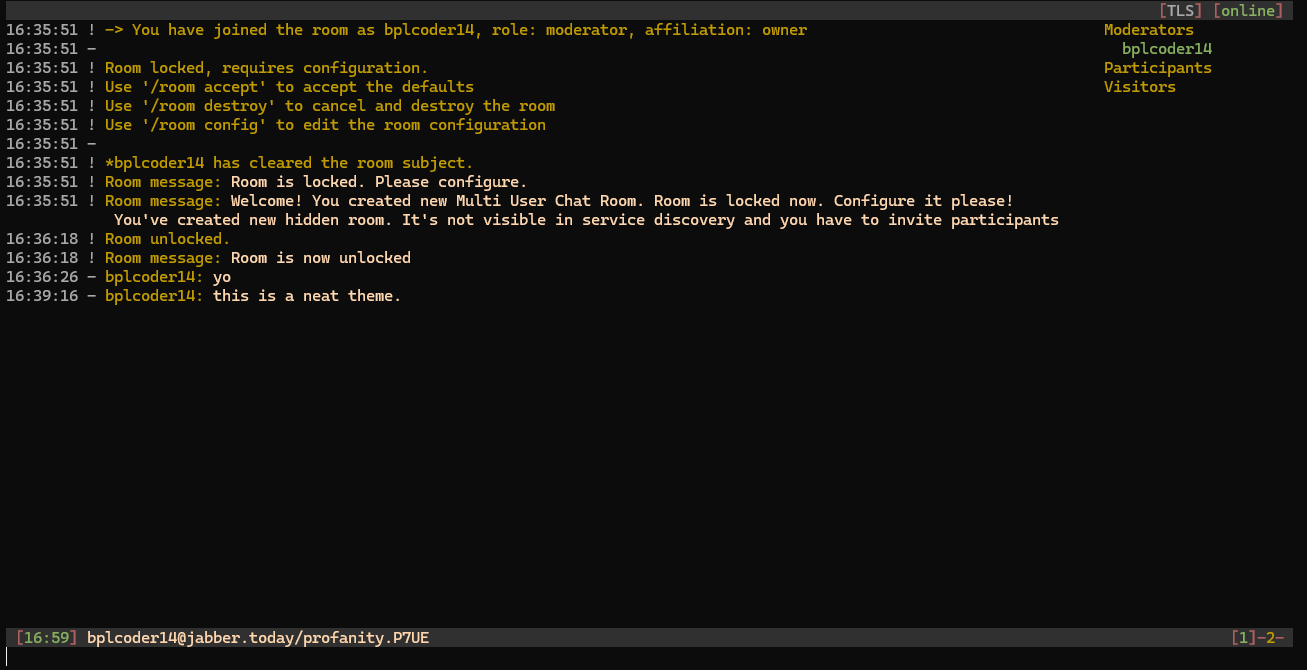 [TLS] [online]
16:35:51 ! -> You have joined the room as bplcoder14, role: moderator, affiliation: owner
Moderators
16:35:51 -
bplcoder14
16:35:51 ! Room locked, requires configuration.
Participants
16:35:51 ! Use '/room accept' to accept the defaults
Visitors
16:35:51 ! Use '/room destroy' to cancel and destroy the room
16:35:51 ! Use '/room config' to edit the room configuration
16:35:51 -
16:35:51 ! *bplcoder14 has cleared the room subject.
16:35:51 ! Room message: Room is locked. Please configure.
16:35:51 ! Room message: Welcome! You created new Multi User Chat Room. Room is locked now. Configure it please!
You've created new hidden room. It's not visible in service discovery and you have to invite participants
16:36:18 ! Room unlocked.
16:36:18 ! Room message: Room is now unlocked
16:36:26 - bplcoder14: yo
16:39:16 - bplcoder14: this is a neat theme.
[16:59] bplcoder14@jabber.today/profanity.P7UE
[1]-2-